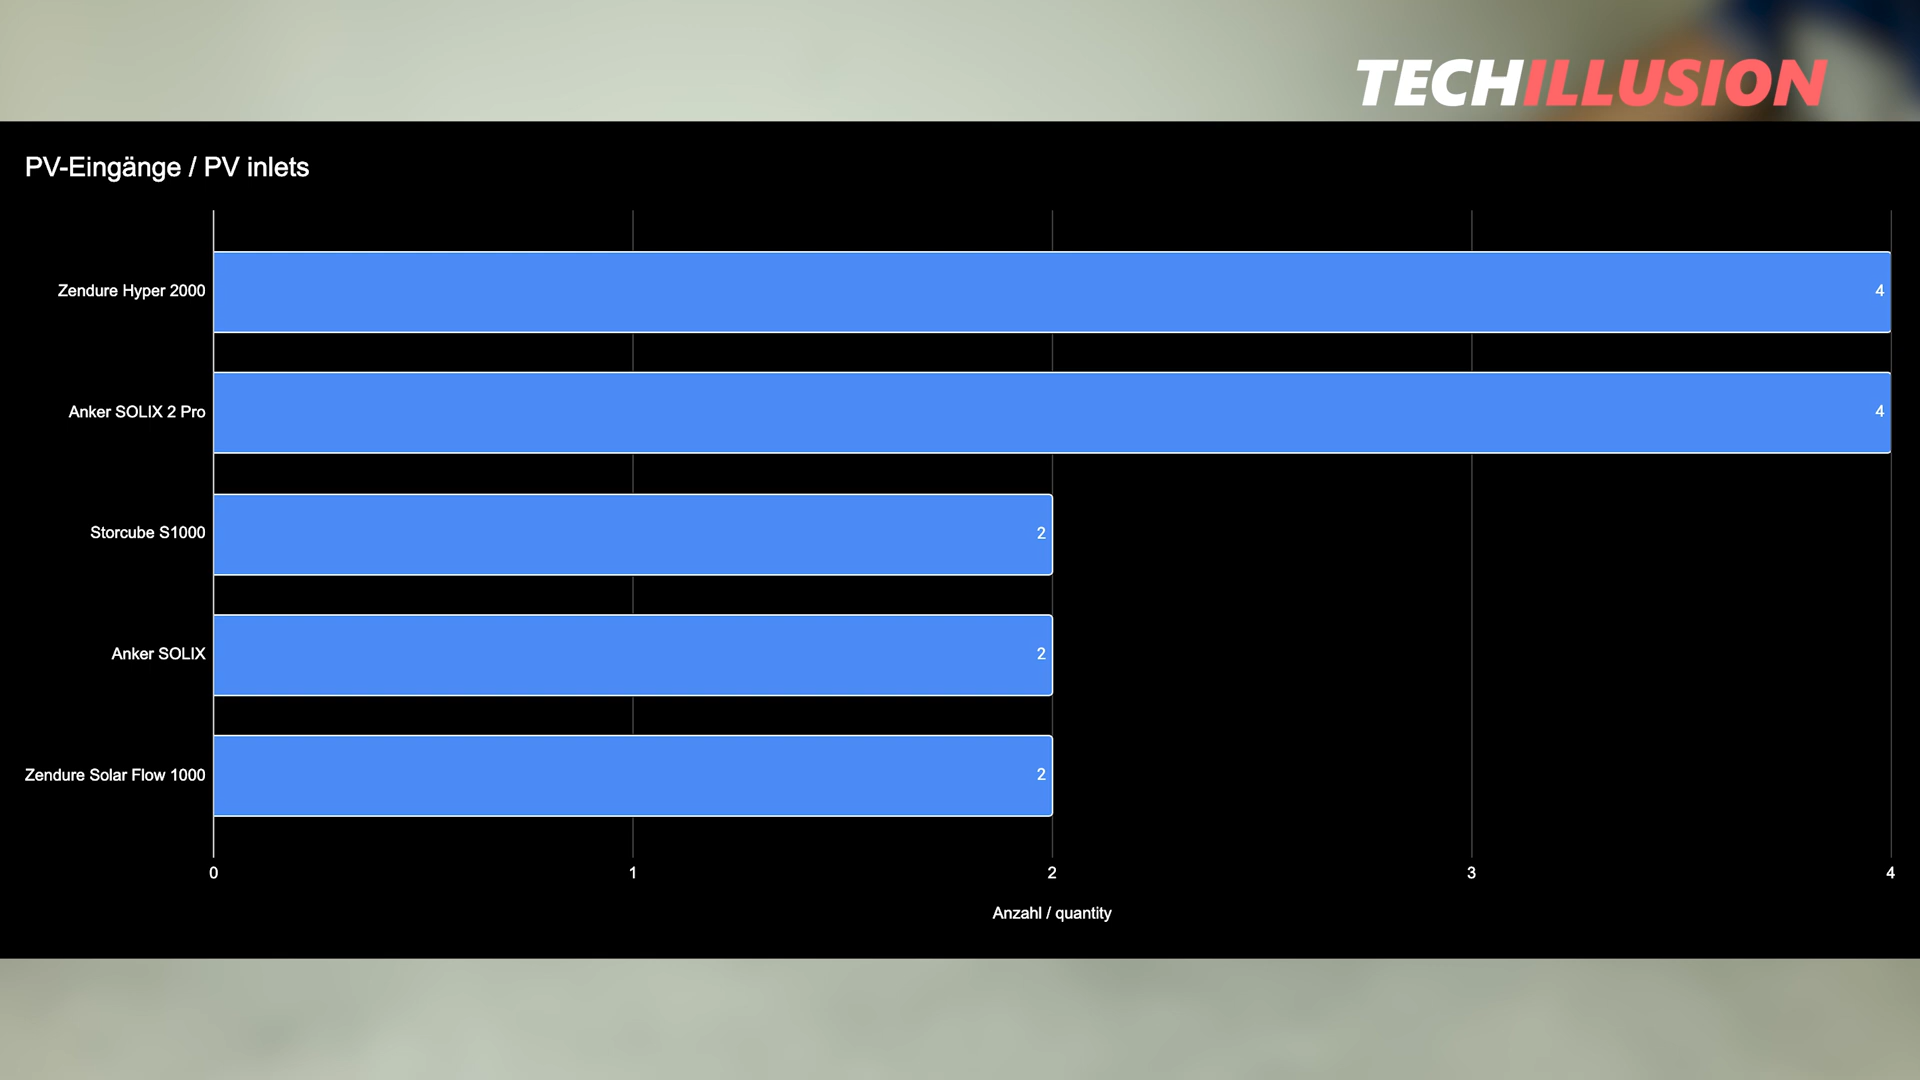 TECHILLUSION
PV-Eingänge / PV inlets
Zendure Hyper 2000
4
Anker SOLIX 2 Pro
4
Storcube S1000
2
Anker SOLIX
2
Zendure Solar Flow 1000
2
0 1 2 3 4
Anzahl / quantity